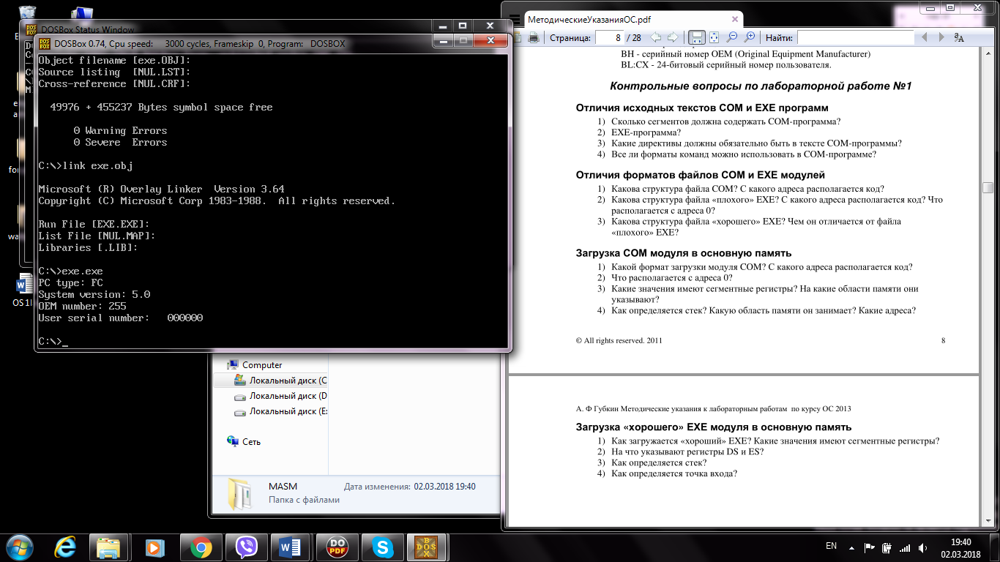 DOSBox Status Window
DOSBox 0.74, Cpu speed: 3000 cycles, Frameskip 0, Program: DOSBOX
Object filename [exe.OBJ]:
Source listing [NUL.LST]:
Cross-reference [NUL.CRF]:
49976 + 455237 Bytes symbol space free
0 Warning Errors
0 Severe Errors
C:\>link exe.obj
Microsoft (R) Overlay Linker Version 3.64
Copyright (C) Microsoft Corp 1983-1988. All rights reserved.
Run File [EXE.EXE]:
List File [NUL.MAP]:
Libraries [.LIB]:
C:\>exe.exe
PC type: FC
System version: 5.0
OEM number: 255
User serial number: 000000
C:\>_
OS1l
Computer
Локальный диск (C
Локальный диск (D
Локальный диск (E:
Сеть
MASM
Дата изменения: 02.03.2018 19:40
Папка с файлами
МетодическиеУказанияОС.pdf
Страница: 8 / 28
Найти:
BH - серийный номер OEM (Original Equipment Manufacturer)
BL:CX - 24-битовый серийный номер пользователя.
Контрольные вопросы по лабораторной работе №1
Отличия исходных текстов COM и EXE программ
1) Сколько сегментов должна содержать COM-программа?
2) EXE-программа?
3) Какие директивы должны обязательно быть в тексте COM-программы?
4) Все ли форматы команд можно использовать в COM-программе?
Отличия форматов файлов COM и EXE модулей
1) Какова структура файла COM? С какого адреса располагается код?
2) Какова структура файла «плохого» EXE? С какого адреса располагается код? Что
располагается с адреса 0?
3) Какова структура файла «хорошего» EXE? Чем он отличается от файла
«плохого» EXE?
Загрузка COM модуля в основную память
1) Какой формат загрузки модуля COM? С какого адреса располагается код?
2) Что располагается с адреса 0?
3) Какие значения имеют сегментные регистры? На какие области памяти они
указывают?
4) Как определяется стек? Какую область памяти он занимает? Какие адреса?
© All rights reserved. 2011 8
А. Ф Губкин Методические указания к лабораторным работам по курсу ОС 2013
Загрузка «хорошего» EXE модуля в основную память
1) Как загружается «хороший» EXE? Какие значения имеют сегментные регистры?
2) На что указывают регистры DS и ES?
3) Как определяется стек?
4) Как определяется точка входа?
DO
PDF
DOS
BOX
EN
19:40
02.03.2018